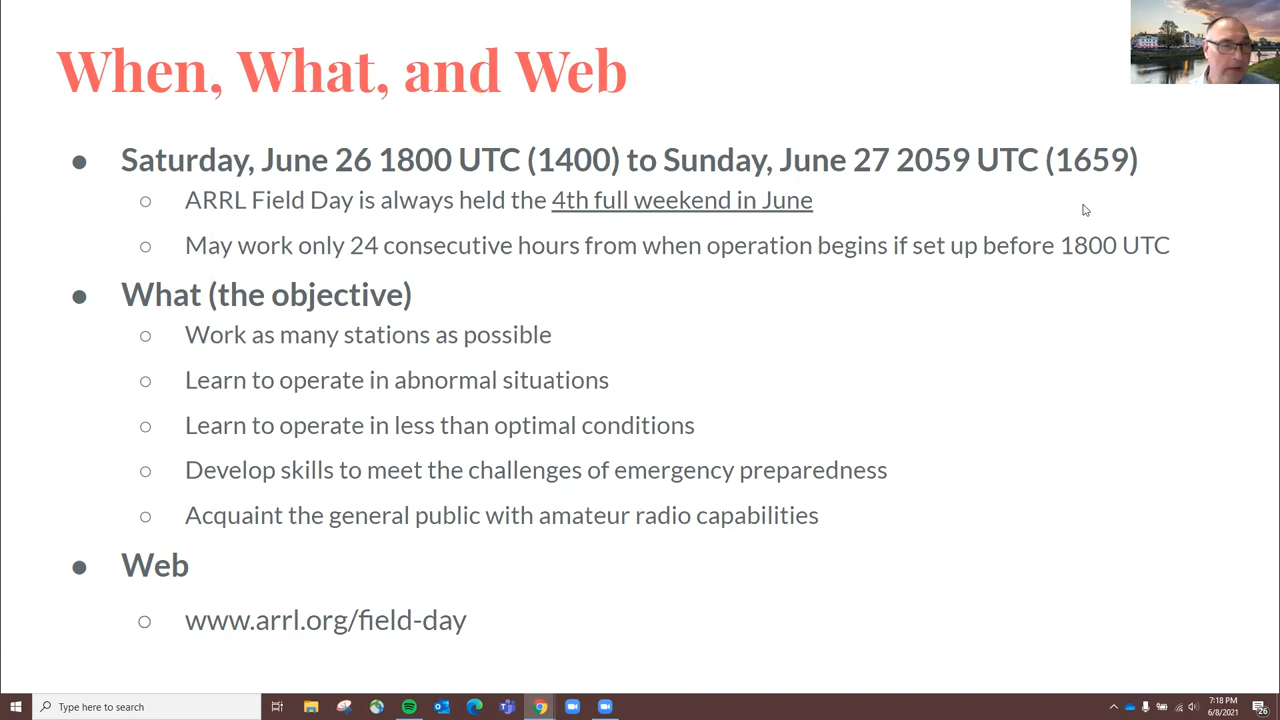 When, What, and Web
Saturday, June 26 1800 UTC (1400) to Sunday, June 27 2059 UTC (1659)
ARRL Field Day is always held the 4th full weekend in June
May work only 24 consecutive hours from when operation begins if set up before 1800 UTC
What (the objective)
Work as many stations as possible
Learn to operate in abnormal situations
Learn to operate in less than optimal conditions
Develop skills to meet the challenges of emergency preparedness
Acquaint the general public with amateur radio capabilities
Web
www.arrl.org/field-day
Type here to search
7:18 PM
6/8/2021
26